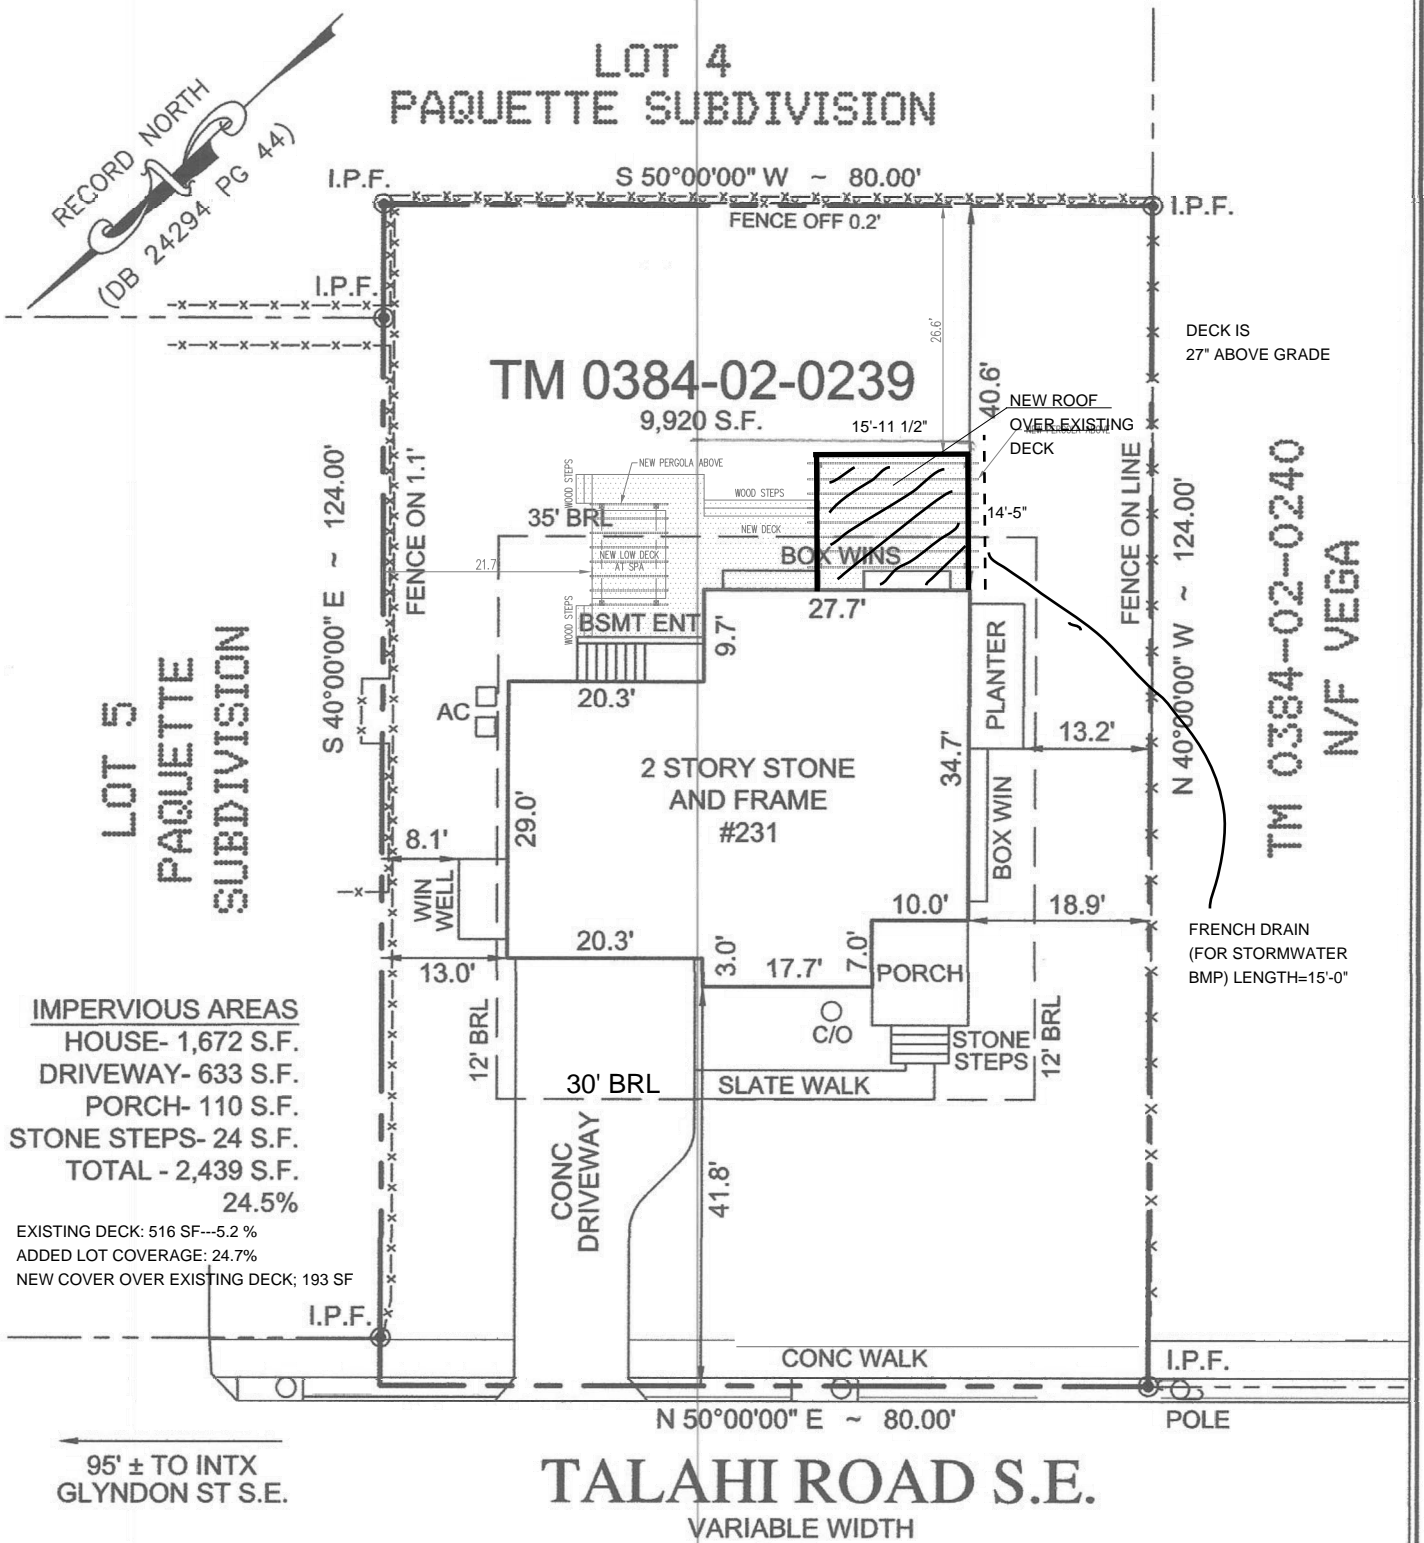 LOT 4
PAQUETTE SUBDIVISION
RECORD NORTH
(DB 24294 PG 44)
I.P.F.
S 50°00'00" W ~ 80.00'
I.P.F.
FENCE OFF 0.2'
I.P.F.
26.6'
DECK IS
27" ABOVE GRADE
TM 0384-02-0239
9,920 S.F.
40.6'
NEW ROOF
OVER EXISTING
DECK
NEW PERGOLA ABOVE
15'-11 1/2"
S 40°00'00" E ~ 124.00'
FENCE ON 1.1'
WOOD STEPS
NEW PERGOLA ABOVE
WOOD STEPS
35' BRL
NEW DECK
14'-5"
FENCE ON LINE
N 40°00'00" W ~ 124.00'
TM 0384-02-0240
N/F VEGA
BOX WINS
NEW LOW DECK
AT SPA
21.7
27.7'
WOOD STEPS
BSMT ENT
9.7'
PLANTER
20.3'
AC
LOT 5
PAQUETTE
SUBDIVISION
13.2'
34.7'
2 STORY STONE
AND FRAME
#231
29.0'
BOX WIN
8.1'
WIN
WELL
10.0'
18.9'
20.3'
3.0'
17.7'
7.0'
PORCH
13.0'
FRENCH DRAIN
(FOR STORMWATER
BMP) LENGTH=15'-0"
IMPERVIOUS AREAS
HOUSE- 1,672 S.F.
DRIVEWAY- 633 S.F.
PORCH- 110 S.F.
STONE STEPS- 24 S.F.
TOTAL - 2,439 S.F.
24.5%
12' BRL
C/O
STONE
STEPS
12' BRL
30' BRL
SLATE WALK
CONC
DRIVEWAY
41.8'
EXISTING DECK: 516 SF---5.2 %
ADDED LOT COVERAGE: 24.7%
NEW COVER OVER EXISTING DECK; 193 SF
I.P.F.
CONC WALK
I.P.F.
N 50°00'00" E ~ 80.00'
POLE
95' ± TO INTX
GLYNDON ST S.E.
TALAHI ROAD S.E.
VARIABLE WIDTH